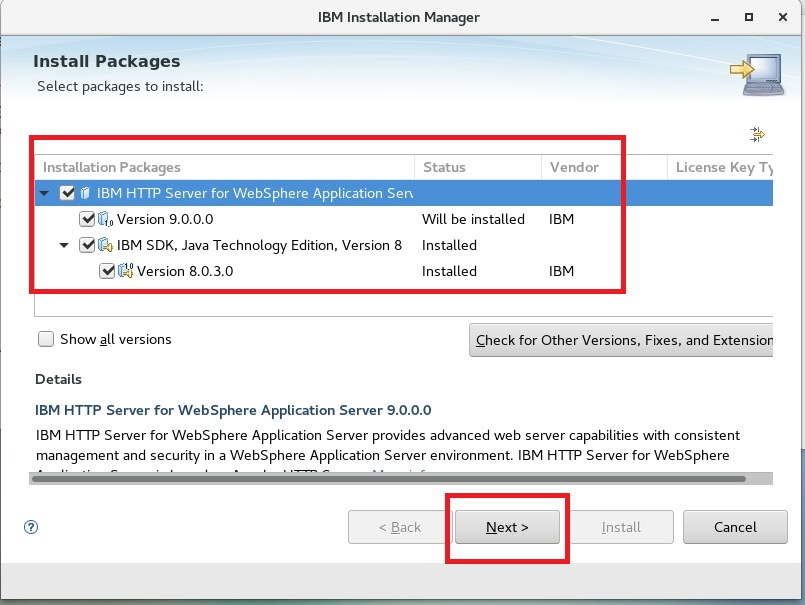 IBM Installation Manager
Install Packages
Select packages to install:
Installation Packages Status Vendor License Key Ty
IBM HTTP Server for WebSphere Application Serv
Version 9.0.0.0 Will be installed IBM
IBM SDK, Java Technology Edition, Version 8 Installed
Version 8.0.3.0 Installed IBM
Show all versions
Check for Other Versions, Fixes, and Extension
Details
IBM HTTP Server for WebSphere Application Server 9.0.0.0
IBM HTTP Server for WebSphere Application Server provides advanced web server capabilities with consistent
management and security in a WebSphere Application Server environment. IBM HTTP Server for WebSphere
< Back Next > Install Cancel